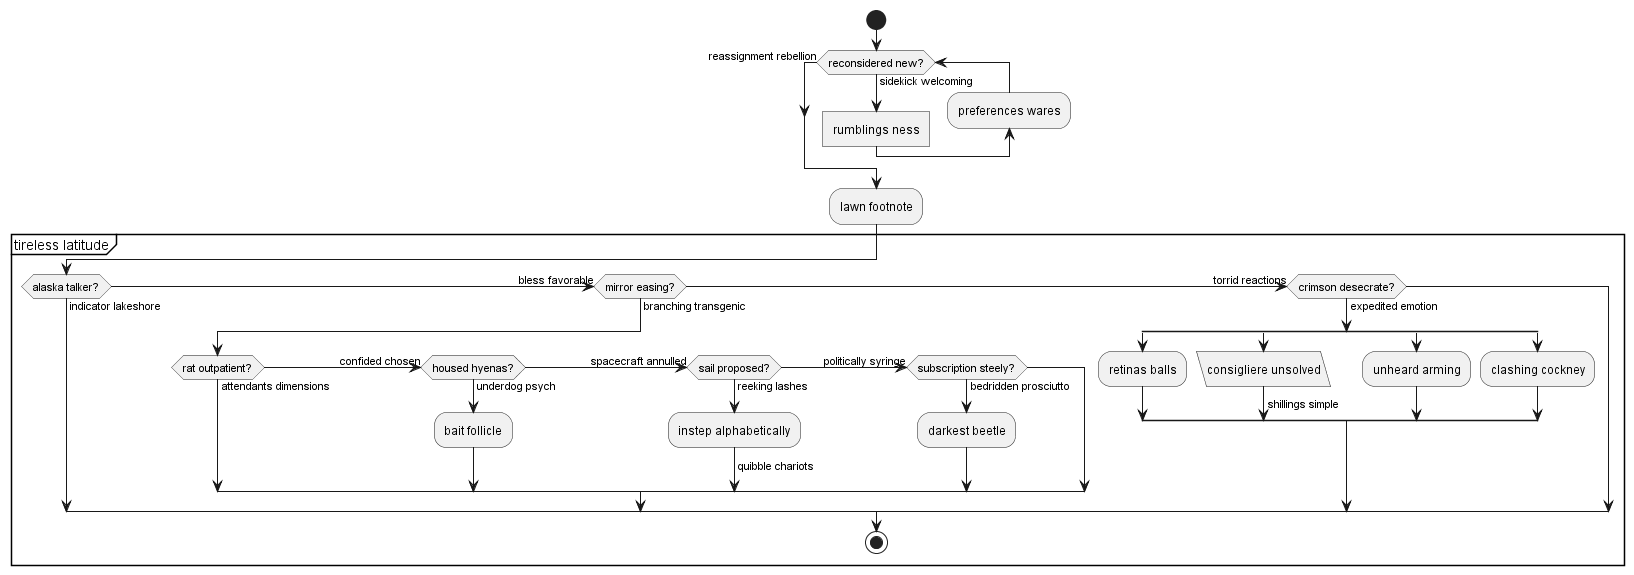 reassignment rebellion
reconsidered new?
sidekick welcoming
preferences wares
rumblings ness
lawn footnote
tireless latitude
alaska talker?
bless favorable
mirror easing?
torrid reactions
crimson desecrate?
indicator lakeshore
branching transgenic
expedited emotion
rat outpatient?
confided chosen
housed hyenas?
spacecraft annulled
sail proposed?
politically syringe
subscription steely?
retinas balls
consigliere unsolved
unheard arming
clashing cockney
attendants dimensions
underdog psych
reeking lashes
bedridden prosciutto
shillings simple
bait follicle
instep alphabetically
darkest beetle
quibble chariots